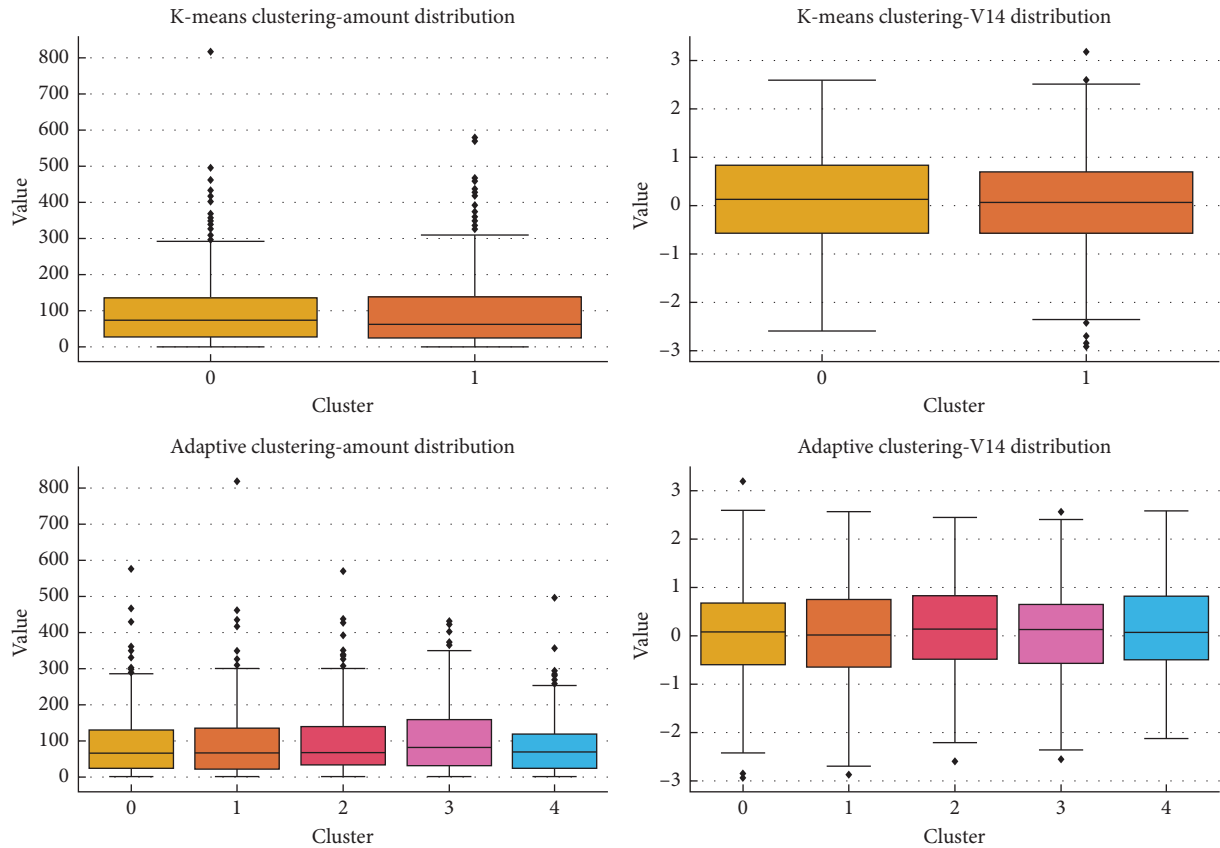 K-means clustering-amount distribution
800
700
600
500
400
300
200
100
0
Value
0 1
Cluster
K-means clustering-V14 distribution
3
2
1
0
−1
−2
−3
Value
0 1
Cluster
Adaptive clustering-amount distribution
800
700
600
500
400
300
200
100
0
Value
0 1 2 3 4
Cluster
Adaptive clustering-V14 distribution
3
2
1
0
−1
−2
−3
Value
0 1 2 3 4
Cluster